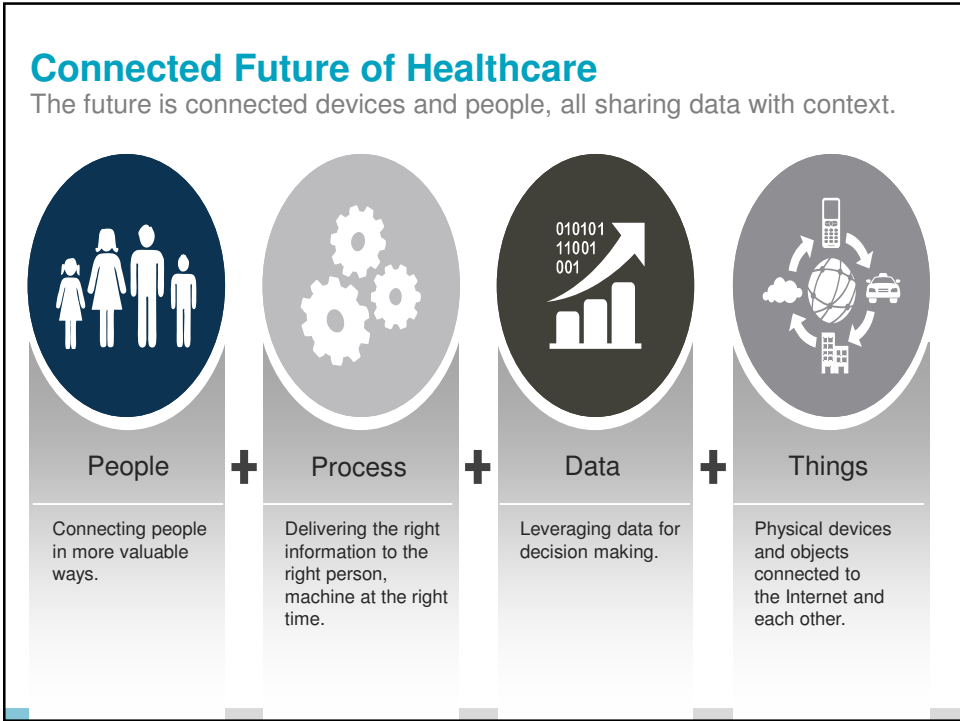 Connected Future of Healthcare
The future is connected devices and people, all sharing data with context.
010101
11001
001
People
Process
Data
Things
Connecting people
in more valuable
ways.
Delivering the right
information to the
right person,
machine at the right
time.
Leveraging data for
decision making.
Physical devices
and objects
connected to
the Internet and
each other.